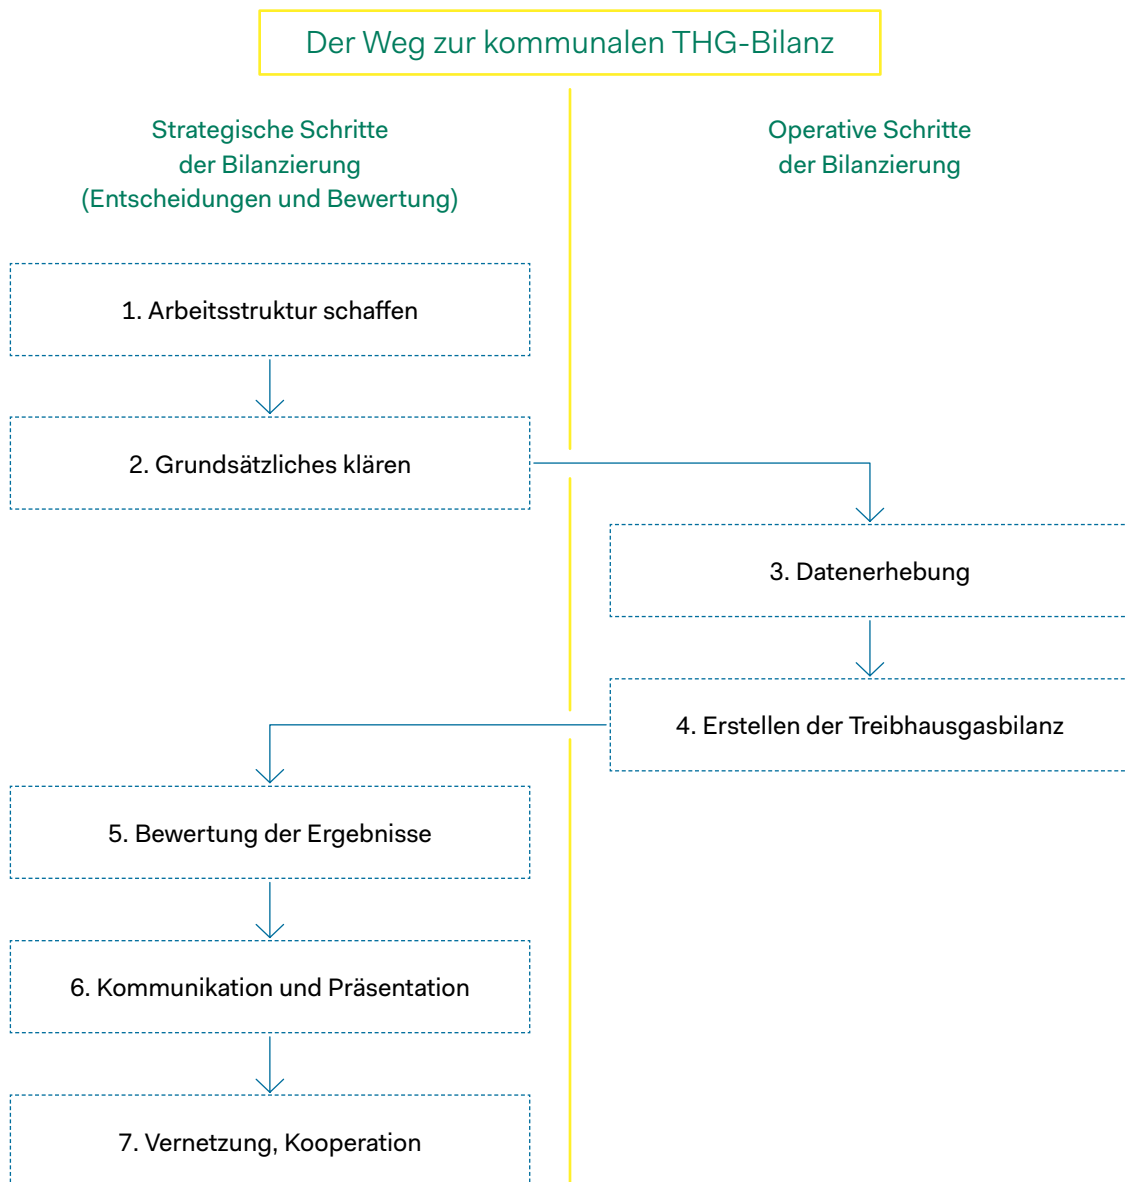 Der Weg zur kommunalen THG-Bilanz
Strategische Schritte
der Bilanzierung
(Entscheidungen und Bewertung)
Operative Schritte
der Bilanzierung
1. Arbeitsstruktur schaffen
2. Grundsätzliches klären
3. Datenerhebung
4. Erstellen der Treibhausgasbilanz
5. Bewertung der Ergebnisse
6. Kommunikation und Präsentation
7. Vernetzung, Kooperation